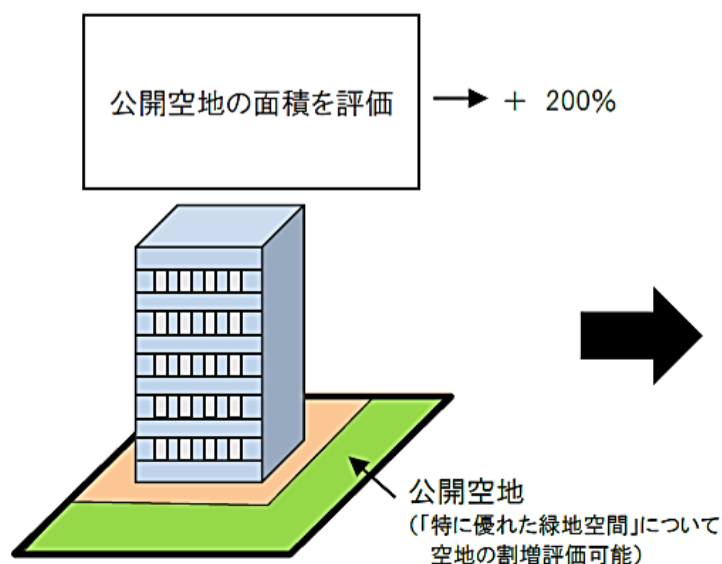 公開空地の面積を評価
+ 200%
公開空地
(「特に優れた緑地空間」について
空地の割増評価可能)